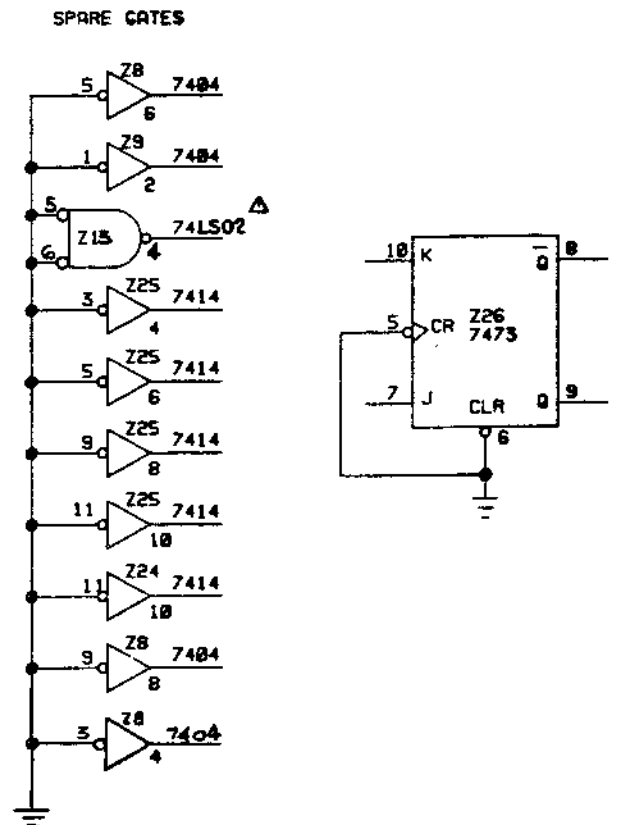 SPARE GATES
Z8
5 7404
6
Z9
1 7404
2
5
Z13 74LS02
6 4
Z25
3 7414
4
Z25
5 7414
6
Z25
9 7414
8
Z25
11 7414
10
Z24
11 7414
10
Z8
9 7404
8
Z8
3 7404
4
10 K Q 8
5 CR Z26
7473
7 J Q 9
CLR
6